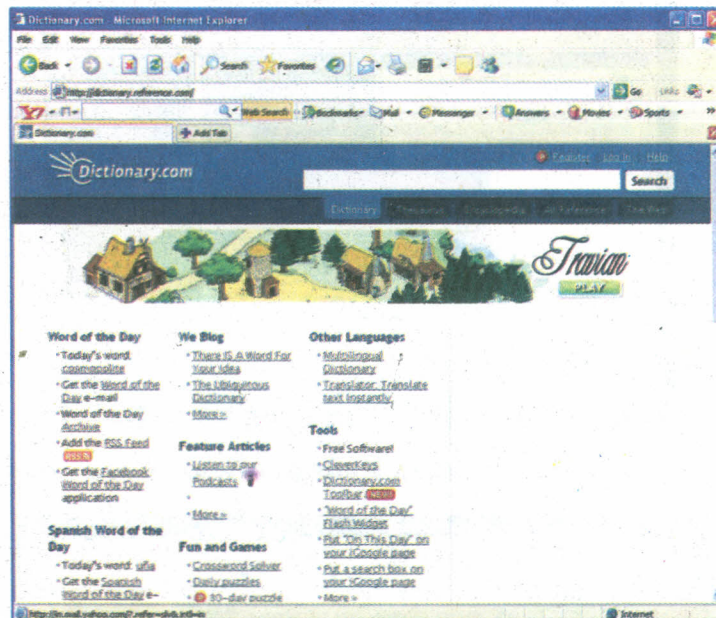 Dictionary.com - Microsoft Internet Explorer
File Edit View Favorites Tools Help
Back Search Favorites
Address http://dictionary.reference.com/ Go Links
Y7 Web Search Bookmarks Mail Messenger Answers Movies Sports
Dictionary.com Add Tab
Register Log In Help
Dictionary.com
Search
Dictionary Thesaurus Encyclopedia All Reference The Web
Travian
PLAY
Word of the Day
• Today's word: cosmopolite
• Get the Word of the Day e-mail
• Word of the Day Archive
• Add the RSS Feed
• Get the Facebook Word of the Day application
Spanish Word of the Day
• Today's word: uña
• Get the Spanish Word of the Day e-
We Blog
• There IS A Word For Your Idea
• The Ubiquitous Dictionary
• More »
Feature Articles
• Listen to our Podcasts
•
• More »
Fun and Games
• Crossword Solver
• Daily puzzles
• 30-day puzzle
Other Languages
• Multilingual Dictionary
• Translator: Translate text Instantly
Tools
• Free Software!
• CleverKeys
• Dictionary.com Toolbar NEW!
• "Word of the Day" Flash Widget
• Put "On This Day" on your iGoogle page
• Put a search box on your iGoogle page
• More »
Internet